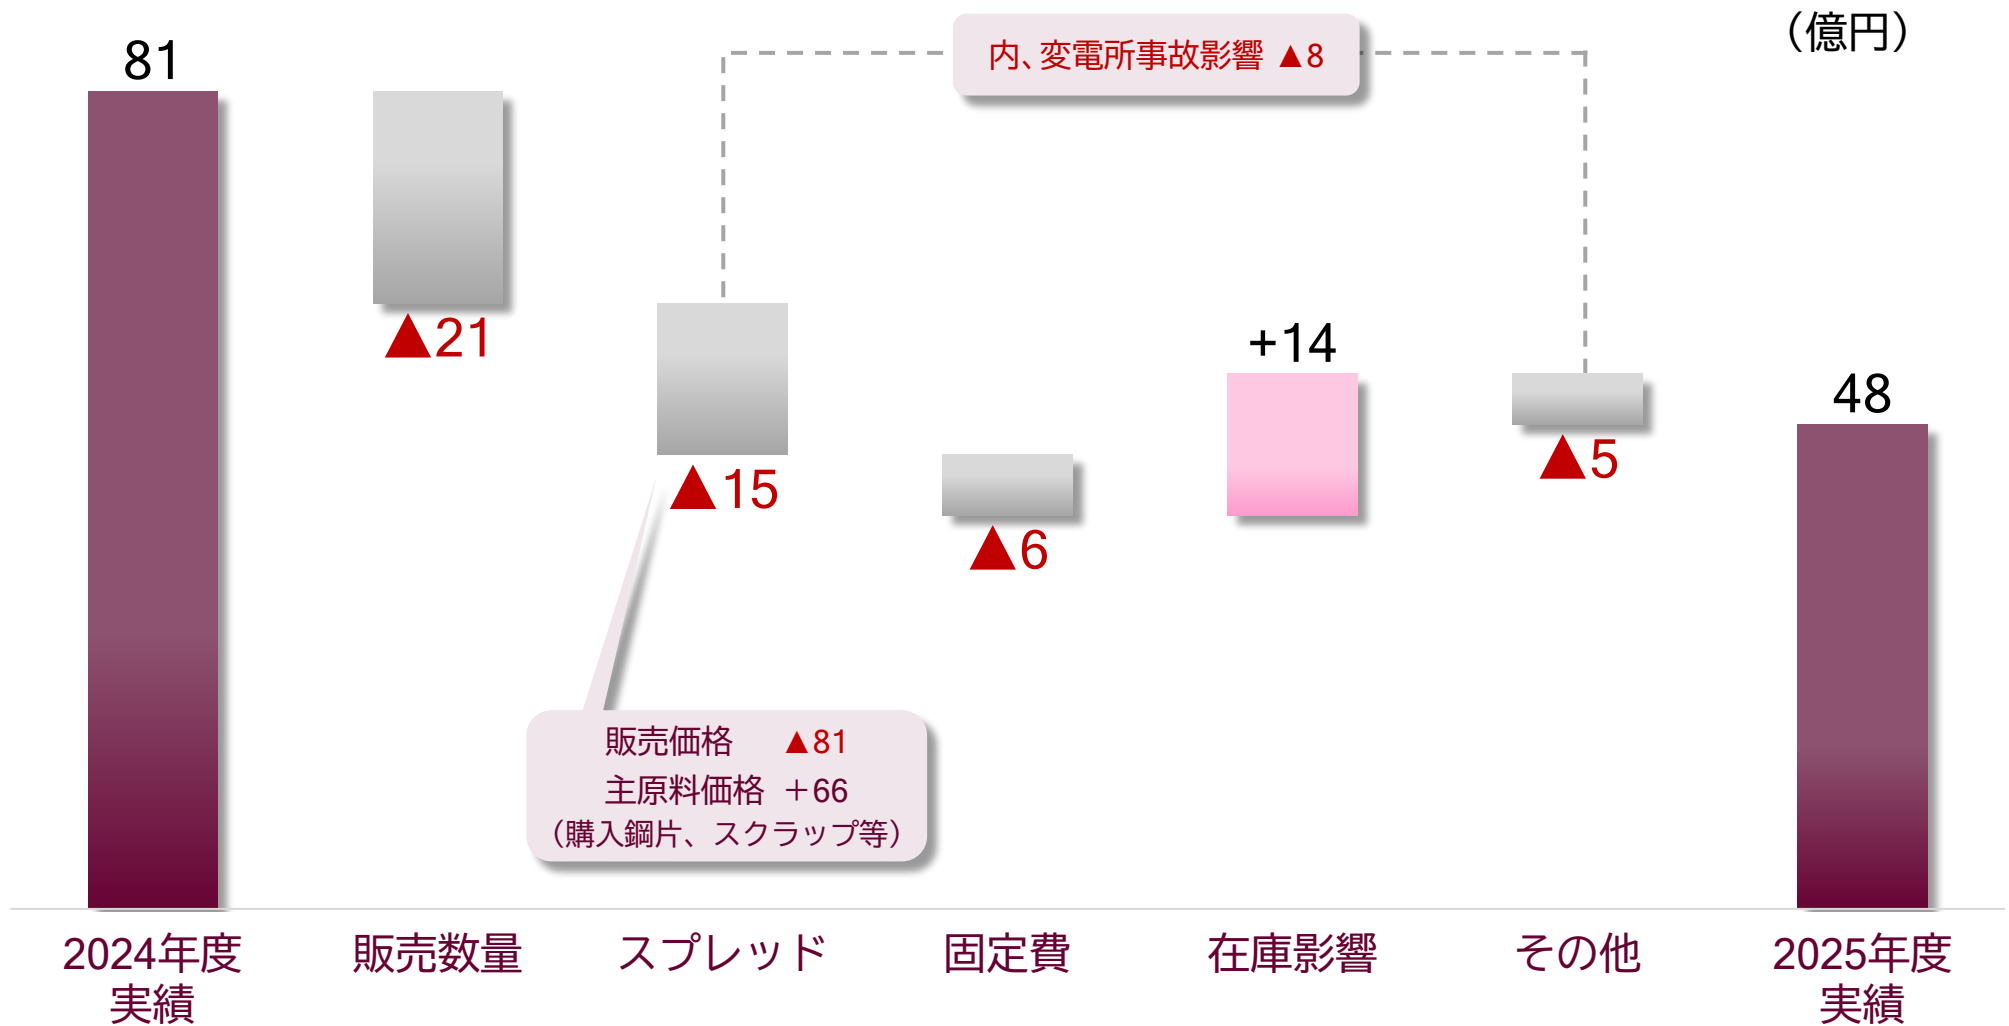 （億円）
内、変電所事故影響 ▲8
81
▲21
▲15
▲6
+14
▲5
48
販売価格 ▲81
主原料価格 ＋66
（購入鋼片、スクラップ等）
2024年度
実績
販売数量
スプレッド
固定費
在庫影響
その他
2025年度
実績